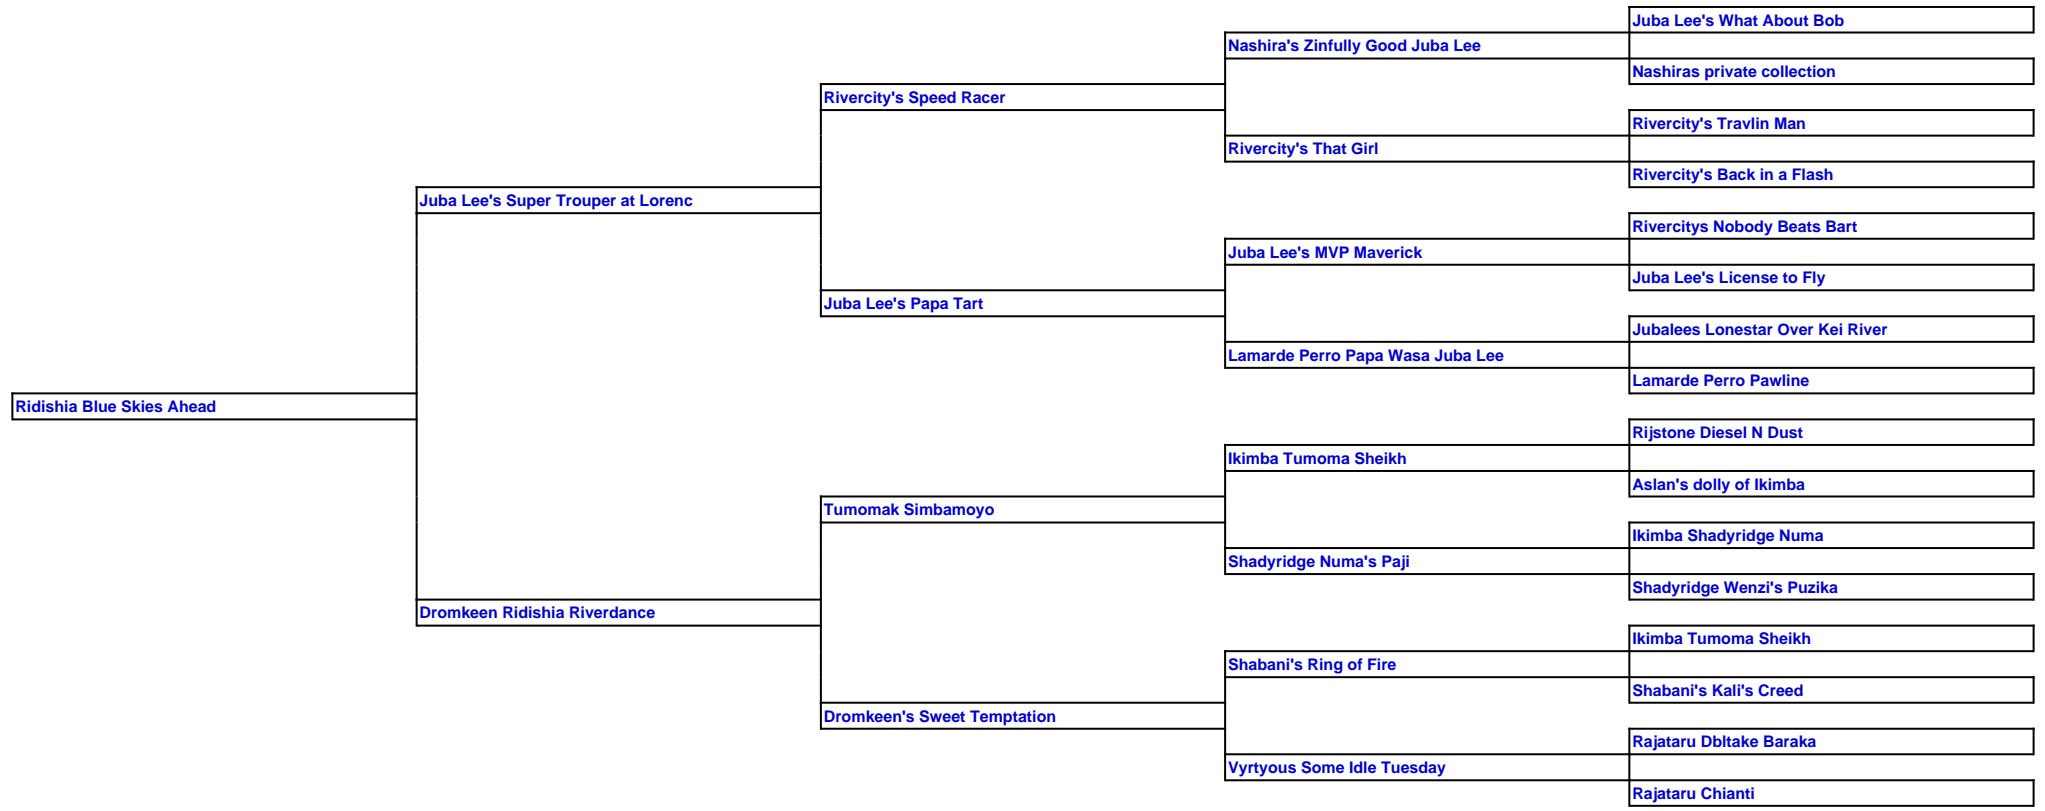 Juba Lee's What About Bob
Nashira's Zinfully Good Juba Lee
Nashiras private collection
Rivercity's Speed Racer
Rivercity's Travlin Man
Rivercity's That Girl
Rivercity's Back in a Flash
Juba Lee's Super Trouper at Lorenc
Rivercitys Nobody Beats Bart
Juba Lee's MVP Maverick
Juba Lee's License to Fly
Juba Lee's Papa Tart
Jubalees Lonestar Over Kei River
Lamarde Perro Papa Wasa Juba Lee
Lamarde Perro Pawline
Ridishia Blue Skies Ahead
Rijstone Diesel N Dust
Ikimba Tumoma Sheikh
Aslan's dolly of Ikimba
Tumomak Simbamoyo
Ikimba Shadyridge Numa
Shadyridge Numa's Paji
Shadyridge Wenzi's Puzika
Dromkeen Ridishia Riverdance
Ikimba Tumoma Sheikh
Shabani's Ring of Fire
Shabani's Kali's Creed
Dromkeen's Sweet Temptation
Rajataru Dbltake Baraka
Vyrtyous Some Idle Tuesday
Rajataru Chianti